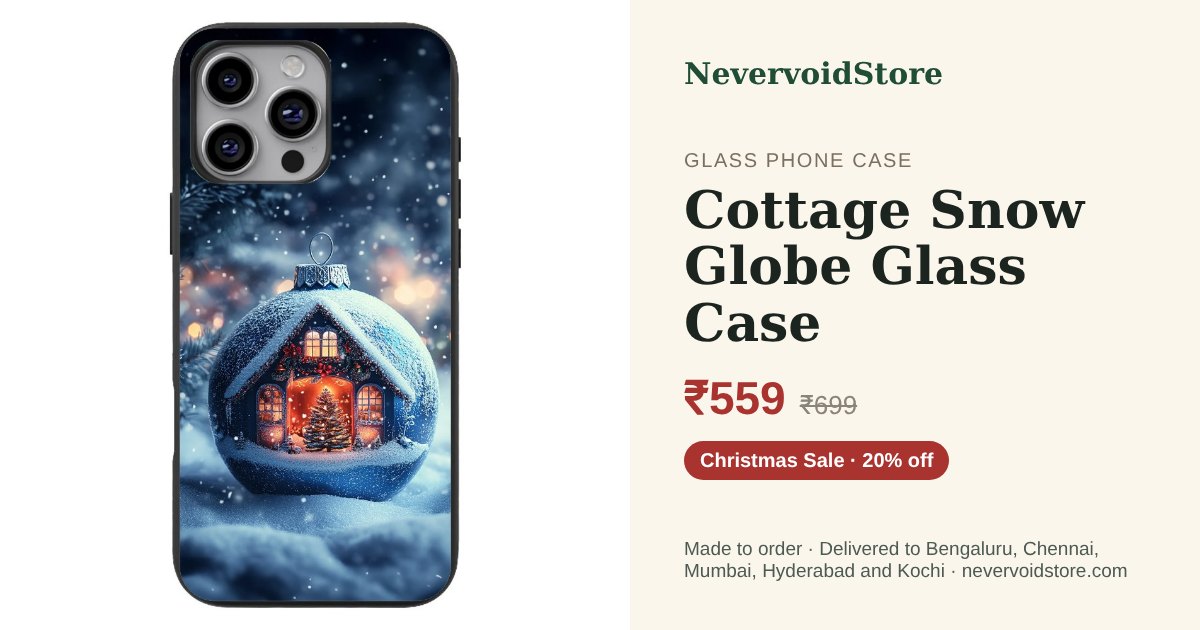 NevervoidStore
GLASS PHONE CASE
Cottage Snow
Globe Glass
Case
₹559 ₹699
Christmas Sale · 20% off
Made to order · Delivered to Bengaluru, Chennai,
Mumbai, Hyderabad and Kochi · nevervoidstore.com